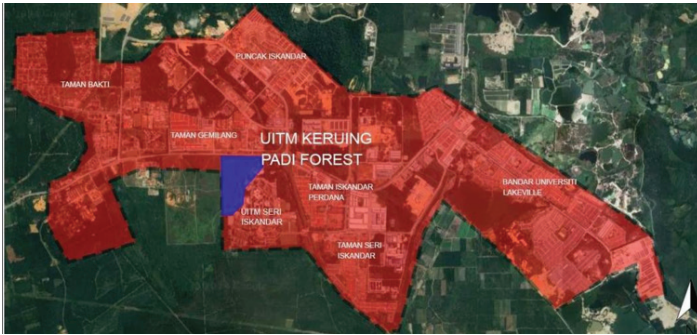 PUNCAK ISKANDAR
TAMAN BAKTI
TAMAN GEMILANG
UITM KERUING
PADI FOREST
TAMAN ISKANDAR
PERDANA
BANDAR UNIVERSITI
LAKEVILLE
UITM SERI
ISKANDAR
TAMAN SERI
ISKANDAR